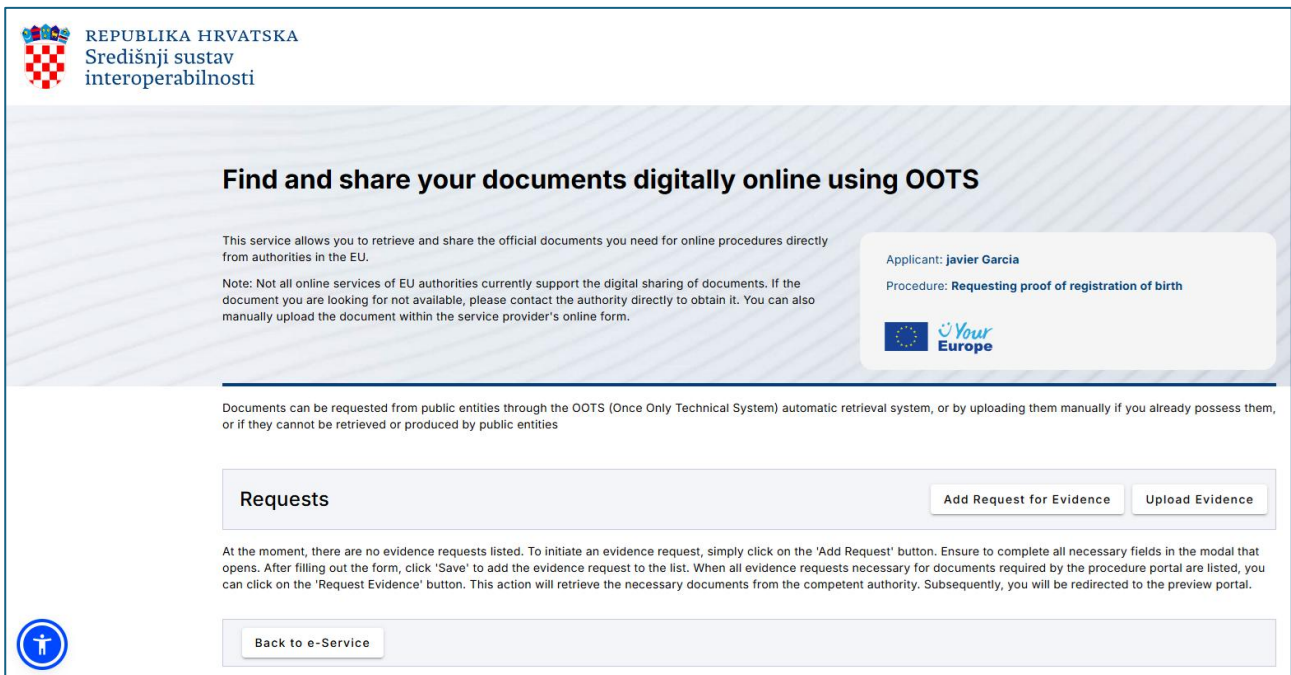 REPUBLIKA HRVATSKA
Središnji sustav
interoperabilnosti
Find and share your documents digitally online using OOTS
This service allows you to retrieve and share the official documents you need for online procedures directly
from authorities in the EU.
Note: Not all online services of EU authorities currently support the digital sharing of documents. If the
document you are looking for not available, please contact the authority directly to obtain it. You can also
manually upload the document within the service provider's online form.
Applicant: javier Garcia
Procedure: Requesting proof of registration of birth
Your
Europe
Documents can be requested from public entities through the OOTS (Once Only Technical System) automatic retrieval system, or by uploading them manually if you already possess them,
or if they cannot be retrieved or produced by public entities
Requests
Add Request for Evidence
Upload Evidence
At the moment, there are no evidence requests listed. To initiate an evidence request, simply click on the 'Add Request' button. Ensure to complete all necessary fields in the modal that
opens. After filling out the form, click 'Save' to add the evidence request to the list. When all evidence requests necessary for documents required by the procedure portal are listed, you
can click on the 'Request Evidence' button. This action will retrieve the necessary documents from the competent authority. Subsequently, you will be redirected to the preview portal.
Back to e-Service